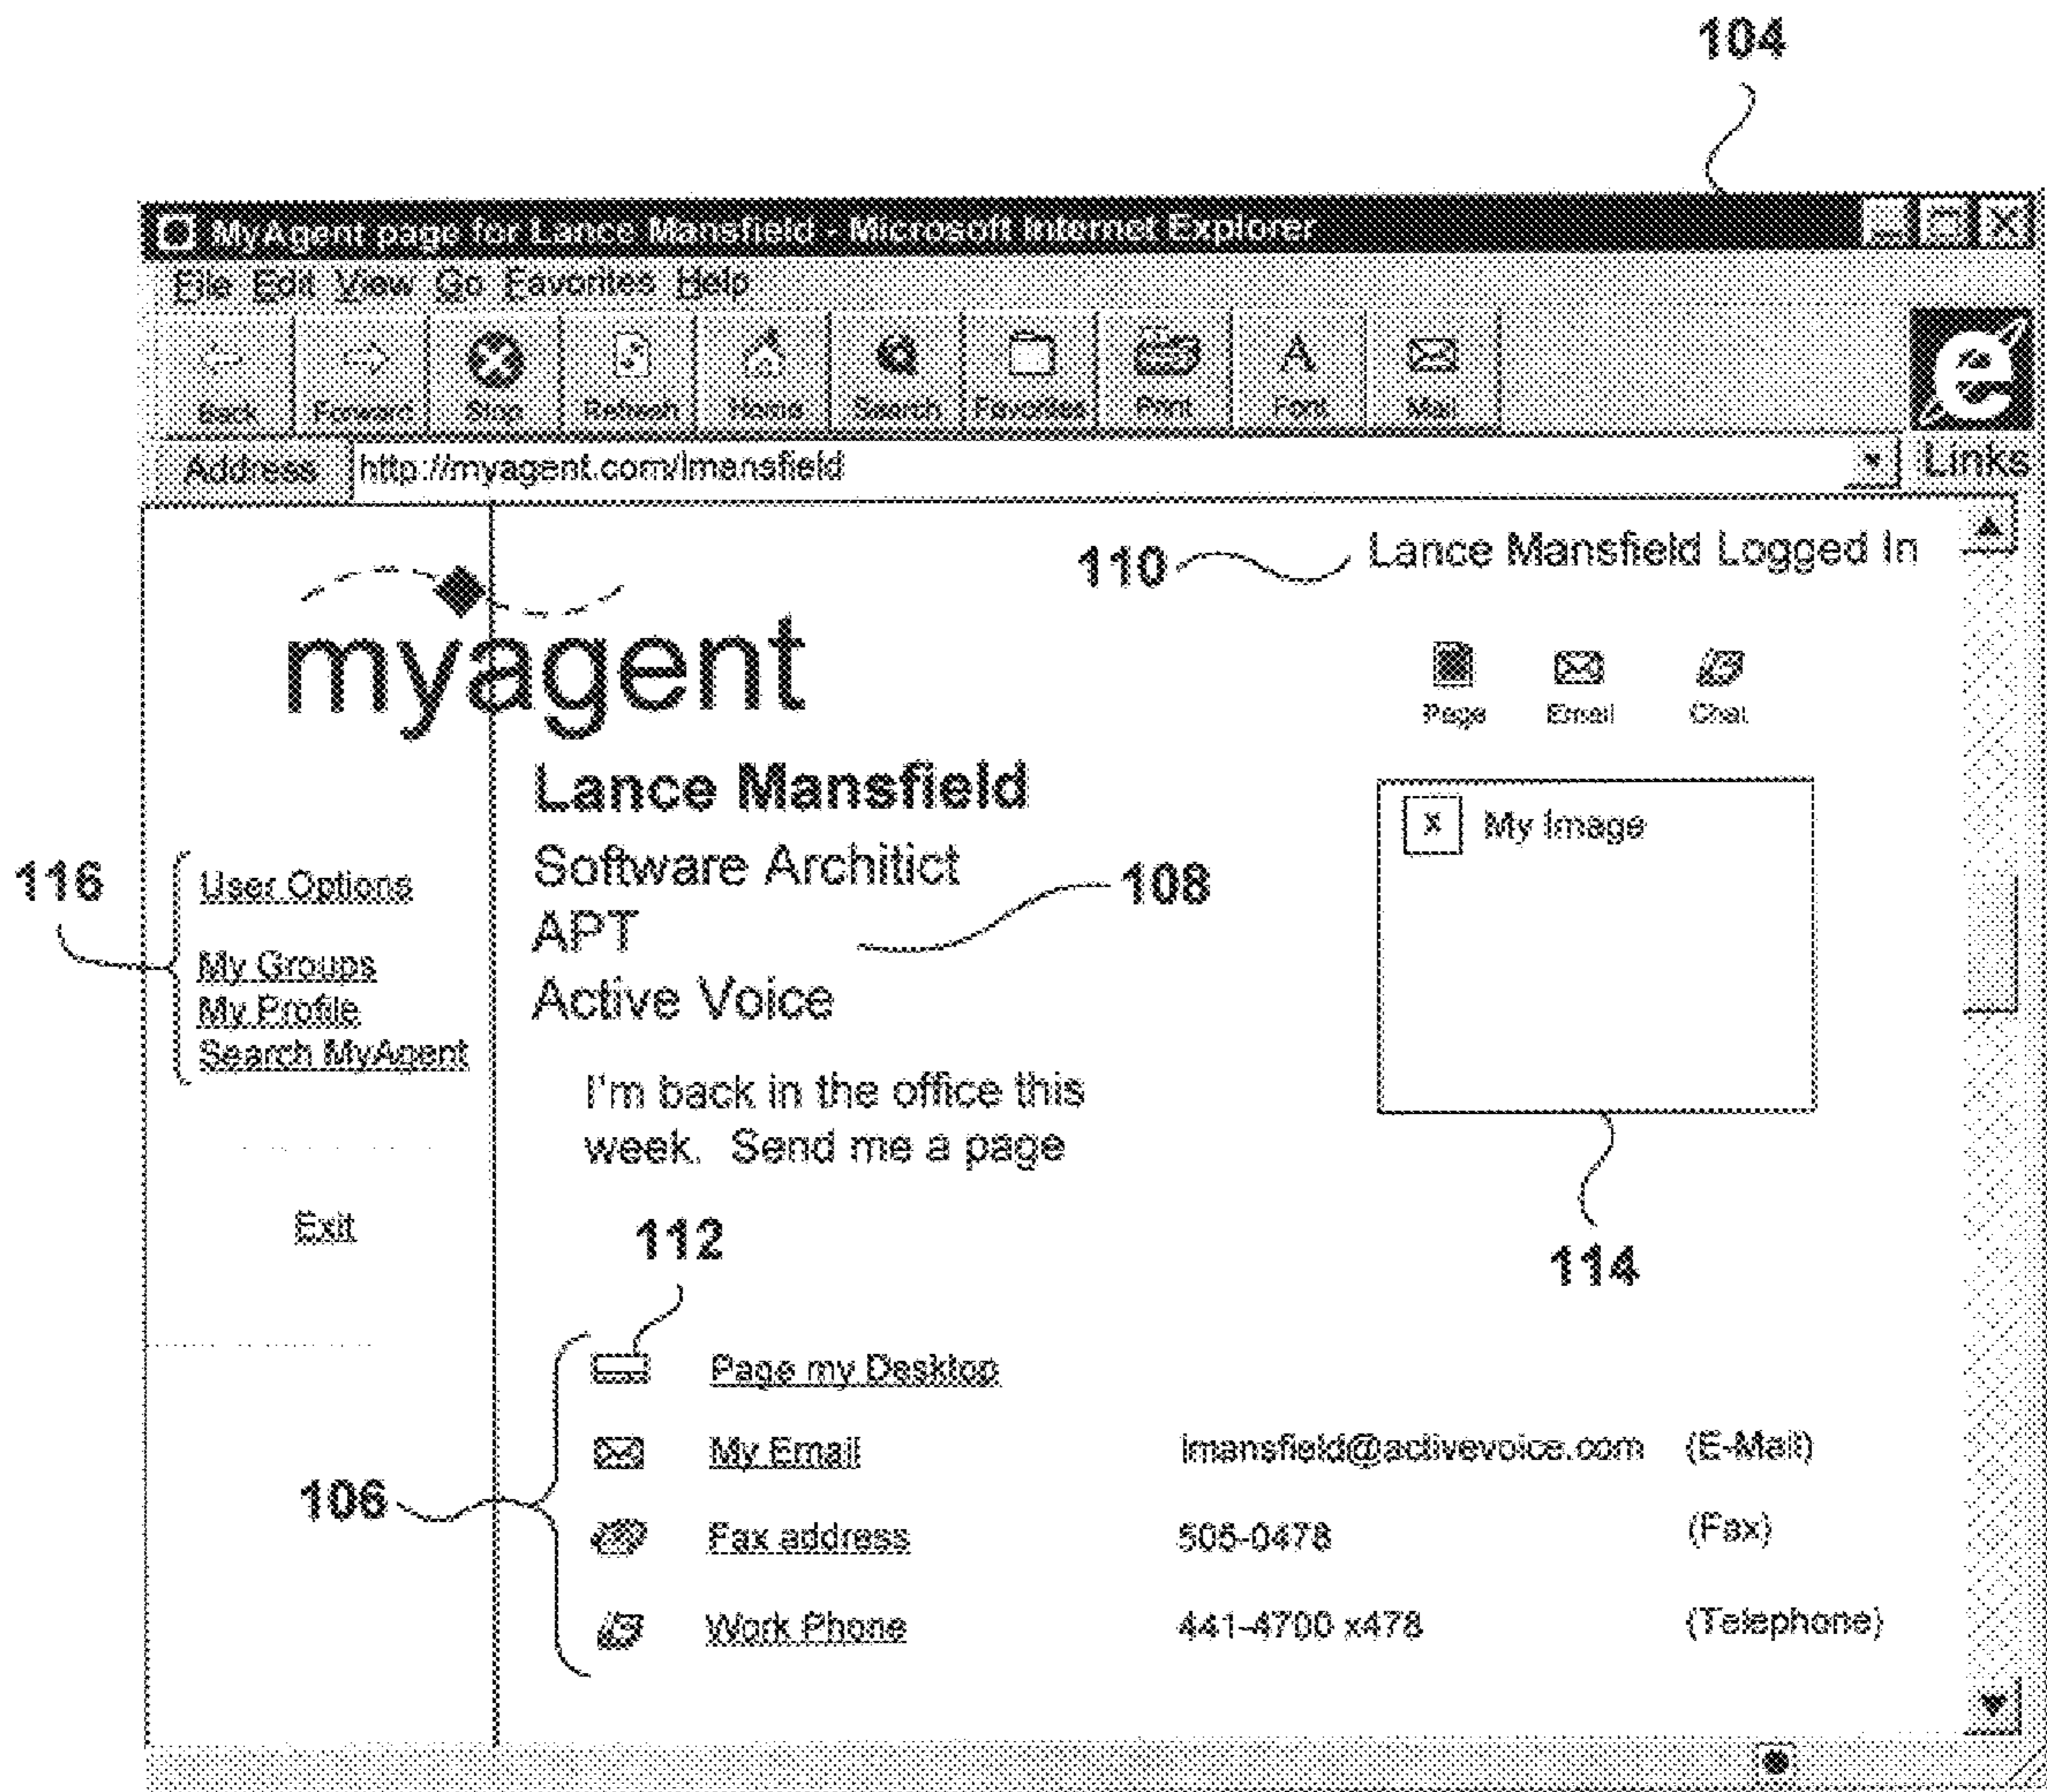 104
MyAgent page for Lance Mansfield - Microsoft Internet Explorer
File Edit View Go Favorites Help
Back Forward Stop Refresh Home Search Favorites Print Font Mail
Address http://myagent.com/lmansfield Links
110 Lance Mansfield Logged In
myagent
Page Email Chat
Lance Mansfield
x My Image
Software Architict
116
User Options
108
APT
My Groups
Active Voice
My Profile
Search MyAgent
I'm back in the office this
week. Send me a page
Exit
112
114
Page my Desktop
My Email lmansfield@activevoice.com (E-Mail)
106
Fax address 505-0478 (Fax)
Work Phone 441-4700 x478 (Telephone)